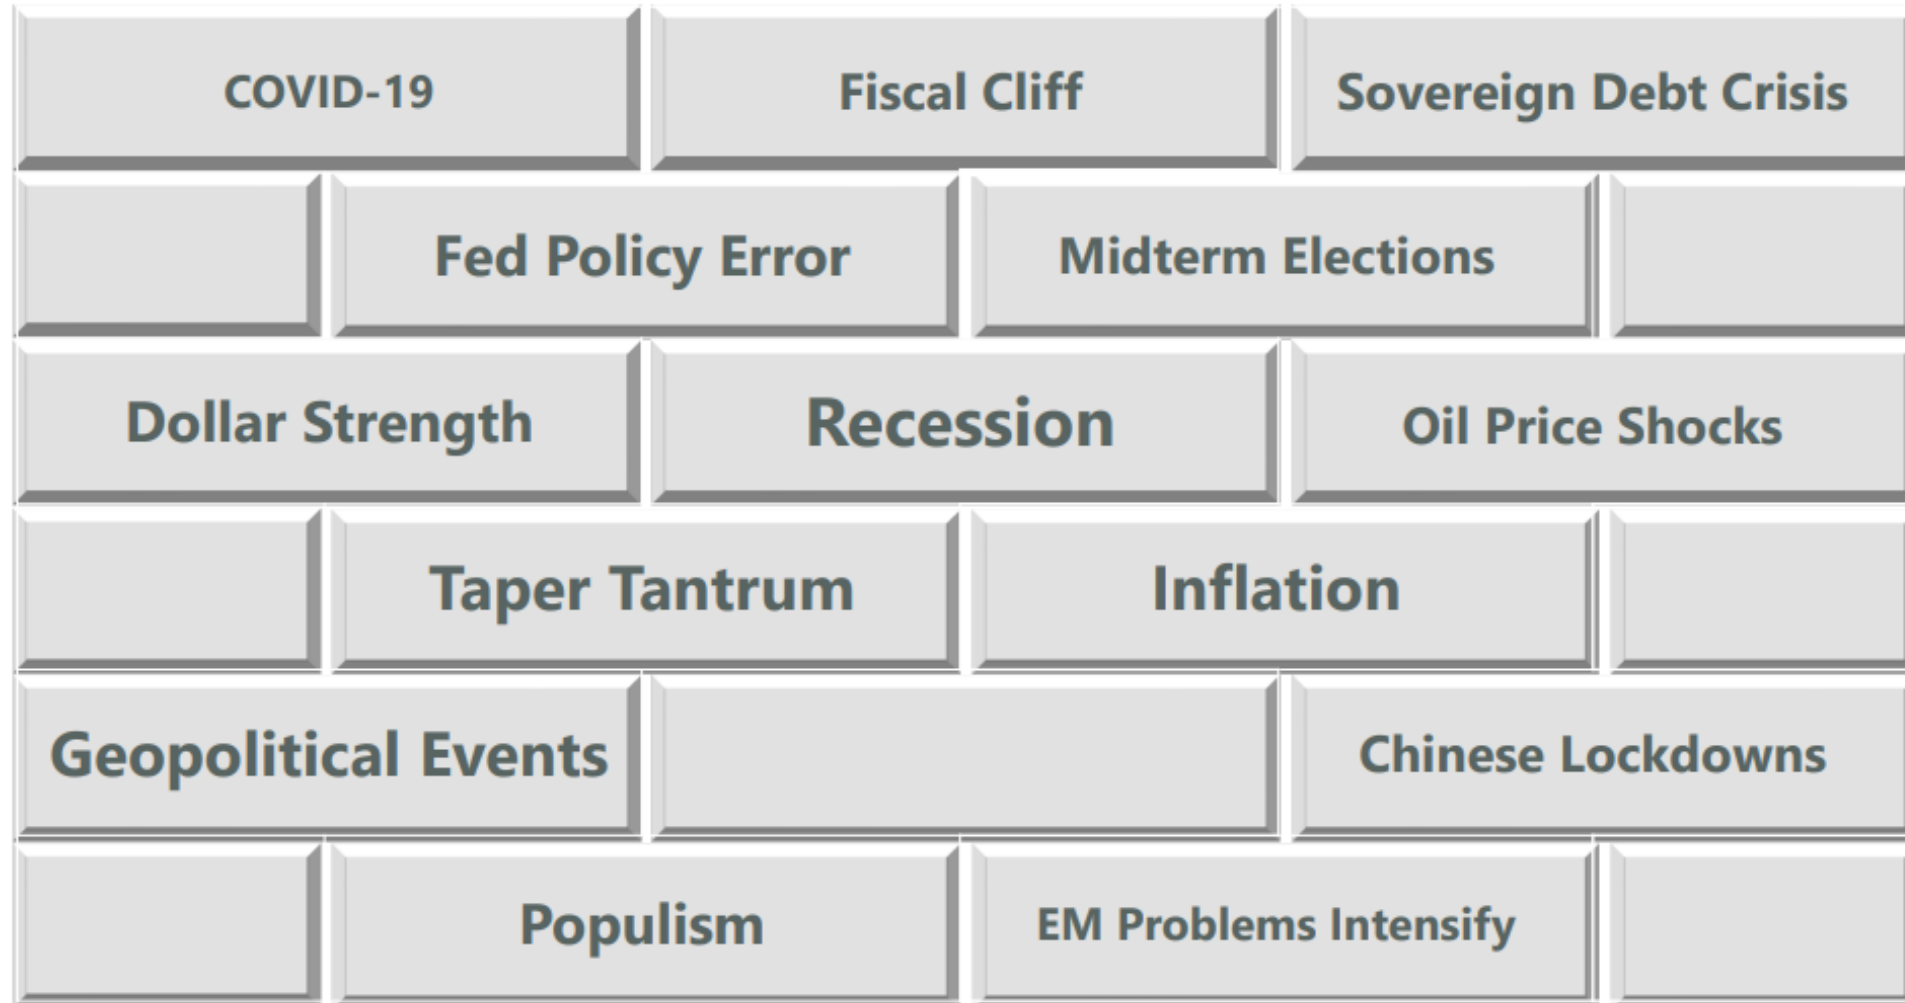 COVID-19
Fiscal Cliff
Sovereign Debt Crisis
Fed Policy Error
Midterm Elections
Dollar Strength
Recession
Oil Price Shocks
Taper Tantrum
Inflation
Geopolitical Events
Chinese Lockdowns
Populism
EM Problems Intensify